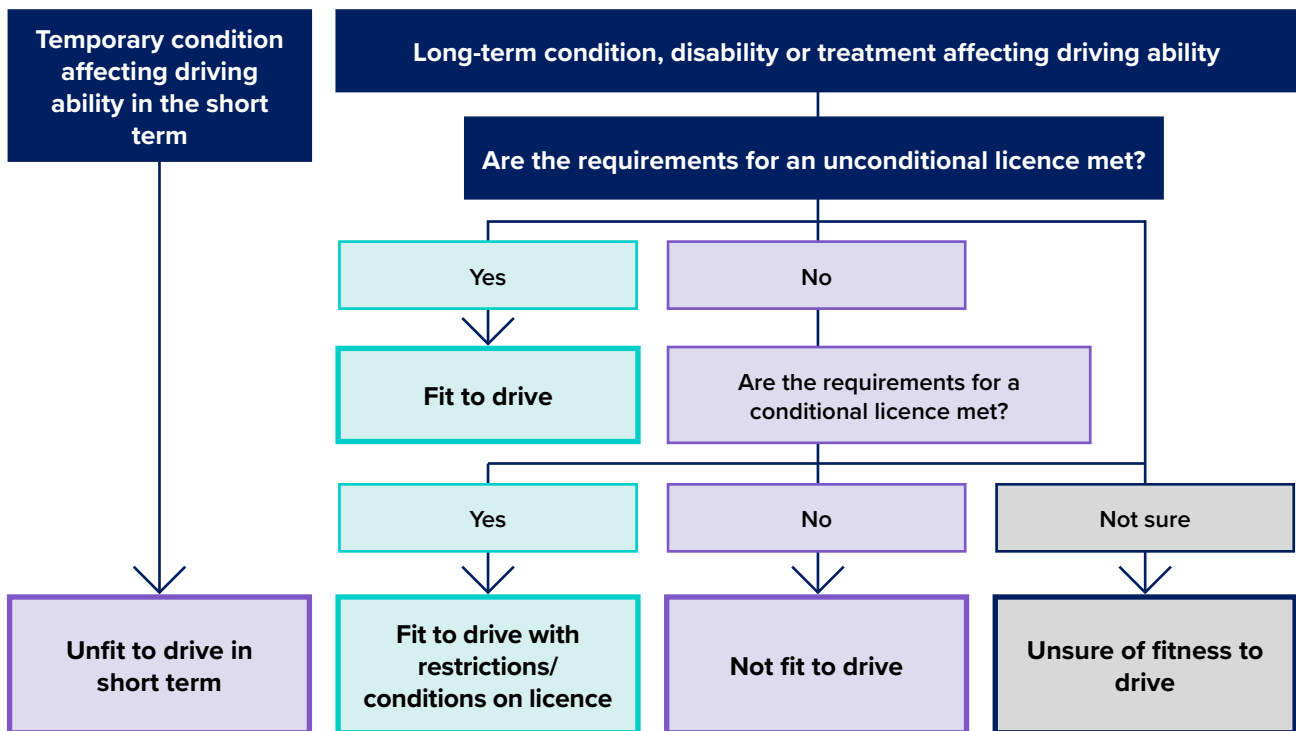 Temporary condition
affecting driving
ability in the short
term
Long-term condition, disability or treatment affecting driving ability
Are the requirements for an unconditional licence met?
Yes
No
Fit to drive
Are the requirements for a
conditional licence met?
Yes
No
Not sure
Unfit to drive in
short term
Fit to drive with
restrictions/
conditions on licence
Not fit to drive
Unsure of fitness to
drive